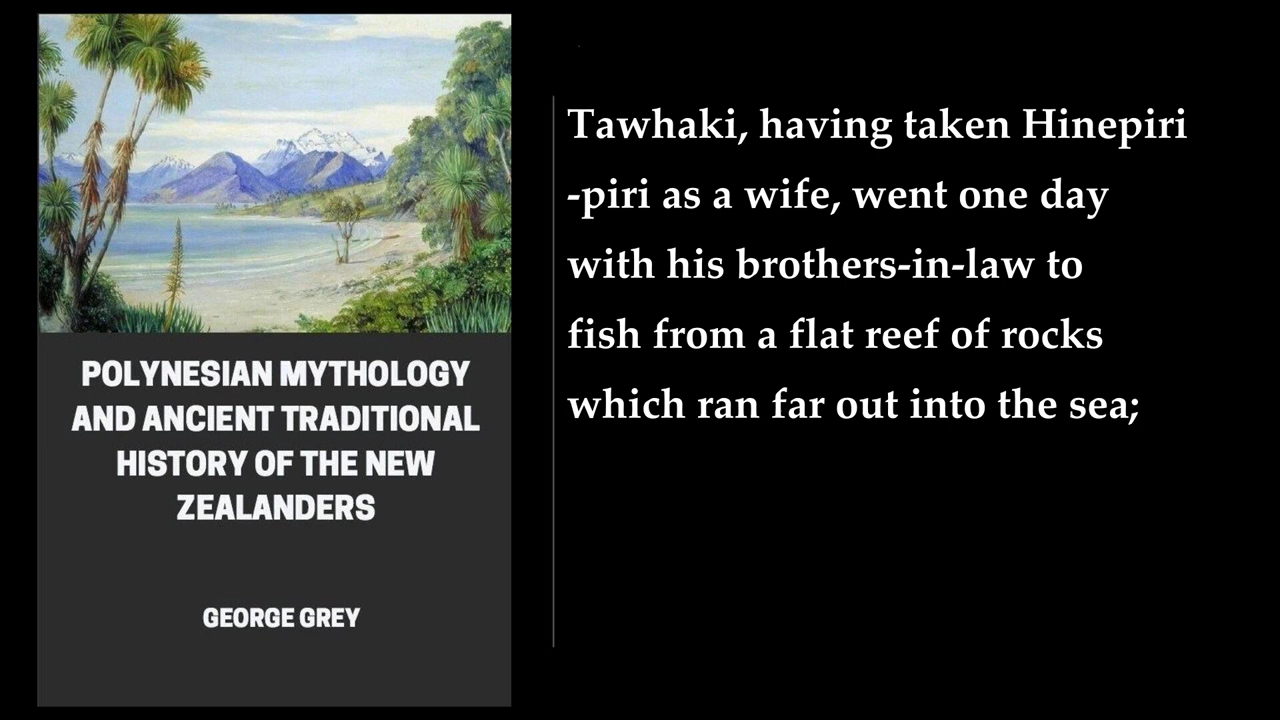 POLYNESIAN MYTHOLOGY
AND ANCIENT TRADITIONAL
HISTORY OF THE NEW
ZEALANDERS
GEORGE GREY
Tawhaki, having taken Hinepiri
-piri as a wife, went one day
with his brothers-in-law to
fish from a flat reef of rocks
which ran far out into the sea;